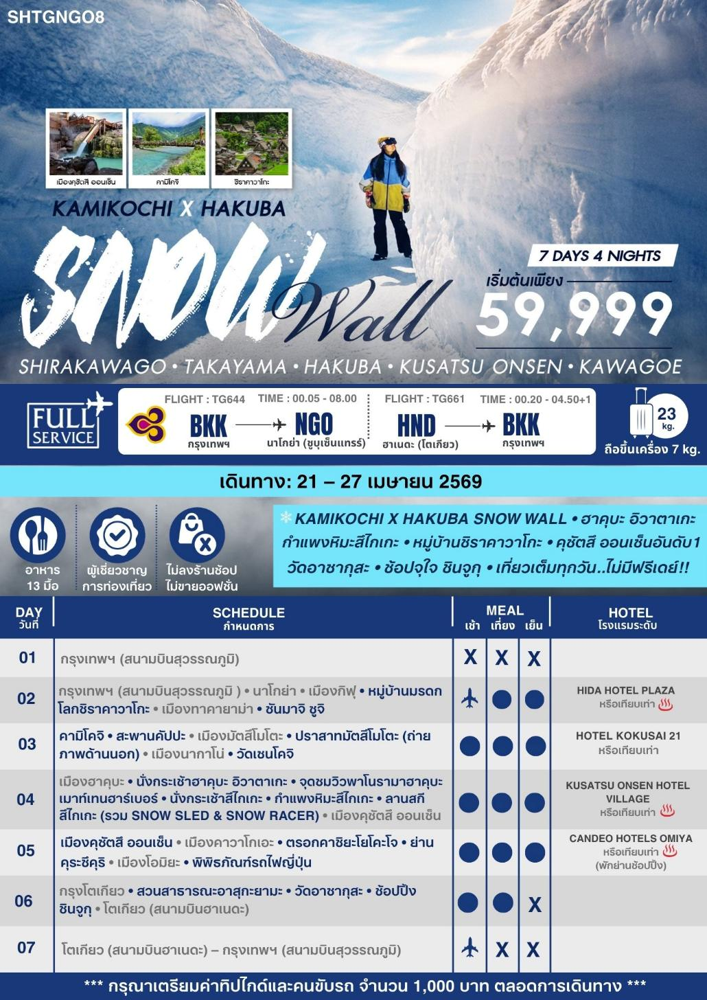 SHTGNGO8
เมืองคุซัตสึ ออนเซ็น
คามิโคจิ
ชิราคาวาโกะ
KAMIKOCHI X HAKUBA
SNOW
Wall
7 DAYS 4 NIGHTS
เริ่มต้นเพียง
59,999
SHIRAKAWAGO • TAKAYAMA • HAKUBA • KUSATSU ONSEN • KAWAGOE
FULL
SERVICE
FLIGHT : TG644 TIME : 00.05 - 08.00
BKK NGO
กรุงเทพฯ นาโกย่า (ชูบุเซ็นแทรร์)
FLIGHT : TG661 TIME : 00.20 - 04.50+1
HND BKK
ฮาเนดะ (โตเกียว) กรุงเทพฯ
23
kg.
ถือขึ้นเครื่อง 7 kg.
เดินทาง: 21 – 27 เมษายน 2569
อาหาร
13 มื้อ
ผู้เชี่ยวชาญ
การท่องเที่ยว
ไม่ลงร้านช้อป
ไม่ขายออฟชั่น
KAMIKOCHI X HAKUBA SNOW WALL • ฮาคุบะ อิวาตาเกะ
กำแพงหิมะสึไกเกะ • หมู่บ้านชิราคาวาโกะ • คุซัตสึ ออนเซ็นอันดับ1
วัดอาซากุสะ • ช้อปจุใจ ชินจูกุ • เที่ยวเต็มทุกวัน..ไม่มีฟรีเดย์!!
DAY SCHEDULE MEAL HOTEL
วันที่ กำหนดการ เช้า เที่ยง เย็น โรงแรมระดับ
01 กรุงเทพฯ (สนามบินสุวรรณภูมิ) X X X
02 กรุงเทพฯ (สนามบินสุวรรณภูมิ ) • นาโกย่า • เมืองกิฟุ • หมู่บ้านมรดก
โลกชิราคาวาโกะ • เมืองทาคายาม่า • ซันมาจิ ซูจิ
HIDA HOTEL PLAZA
หรือเทียบเท่า
03 คามิโคจิ • สะพานคัปปะ • เมืองมัตสึโมโตะ • ปราสาทมัตสึโมโตะ (ถ่าย
ภาพด้านนอก) • เมืองนากาโน่ • วัดเซนโคจิ
HOTEL KOKUSAI 21
หรือเทียบเท่า
04 เมืองฮาคุบะ • นั่งกระเช้าฮาคุบะ อิวาตาเกะ • จุดชมวิวพาโนรามาฮาคุบะ
เมาท์เทนฮาร์เบอร์ • นั่งกระเช้าสึไกเกะ • กำแพงหิมะสึไกเกะ • ลานสกี
สึไกเกะ (รวม SNOW SLED & SNOW RACER) • เมืองคุซัตสึ ออนเซ็น
KUSATSU ONSEN HOTEL
VILLAGE
หรือเทียบเท่า
05 เมืองคุซัตสึ ออนเซ็น • เมืองคาวาโกเอะ • ตรอกคาชิยะโยโคะโจ • ย่าน
คุระซึคุริ • เมืองโอมิยะ • พิพิธภัณฑ์รถไฟญี่ปุ่น
CANDEO HOTELS OMIYA
หรือเทียบเท่า
(พักย่านช้อปปิ้ง)
06 กรุงโตเกียว • สวนสาธารณะอาสุกะยามะ • วัดอาซากุสะ • ช้อปปิ้ง
ชินจูกุ • โตเกียว (สนามบินฮาเนดะ) X
07 โตเกียว (สนามบินฮาเนดะ) – กรุงเทพฯ (สนามบินสุวรรณภูมิ) X X
*** กรุณาเตรียมค่าทิปไกด์และคนขับรถ จำนวน 1,000 บาท ตลอดการเดินทาง ***